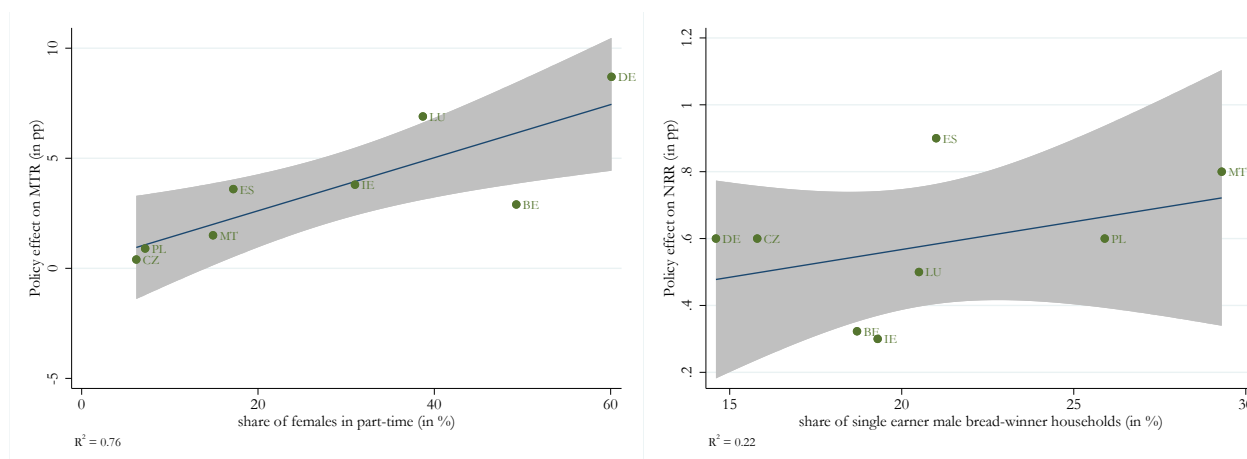 Policy effect on MTR (in pp)
10
5
0
-5
DE
LU
ES
IE
BE
MT
PL
CZ
0 20 40 60
share of females in part-time (in %)
R² = 0.76
Policy effect on NRR (in pp)
1.2
1
.8
.6
.4
.2
ES
MT
DE
CZ
PL
LU
BE
IE
15 20 25 30
share of single earner male bread-winner households (in %)
R² = 0.22